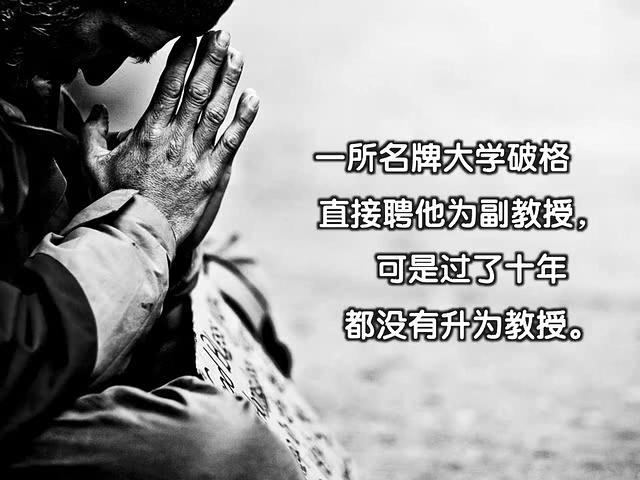 一所名牌大学破格
直接聘他为副教授，
可是过了十年
都没有升为教授。